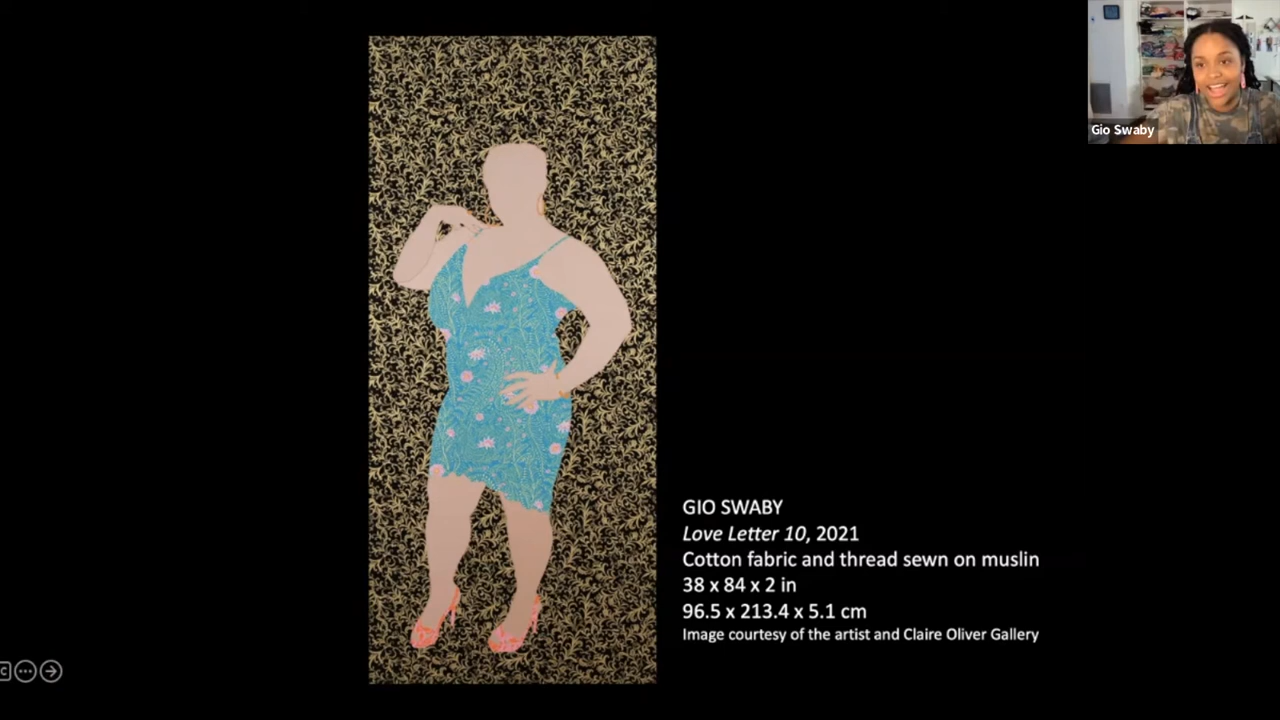 Gio Swaby
GIO SWABY
Love Letter 10, 2021
Cotton fabric and thread sewn on muslin
38 x 84 x 2 in
96.5 x 213.4 x 5.1 cm
Image courtesy of the artist and Claire Oliver Gallery